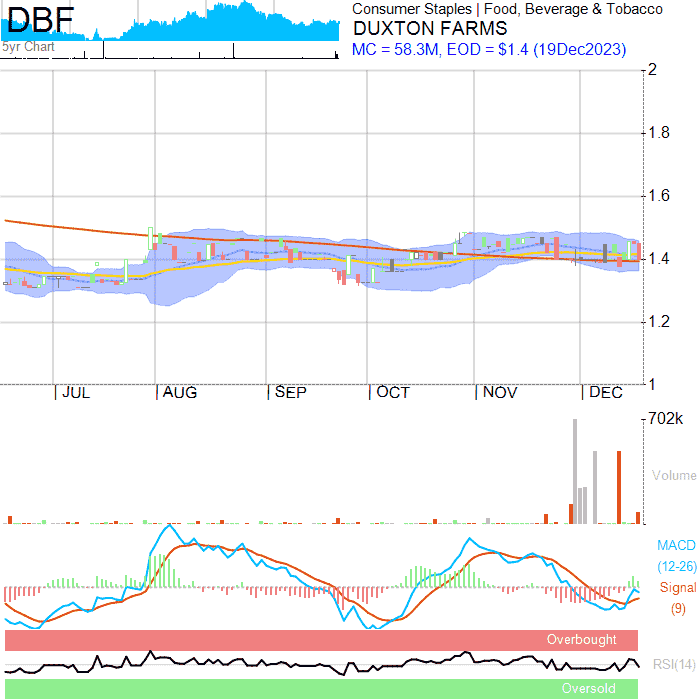 DBF
5yr Chart
Consumer Staples | Food, Beverage & Tobacco
DUXTON FARMS
MC = 58.3M, EOD = $1.4 (19Dec2023)
2
1.8
1.6
1.4
1.2
1
JUL AUG SEP OCT NOV DEC
702k
Volume
MACD
(12-26)
Signal
(9)
Overbought
RSI(14)
Oversold